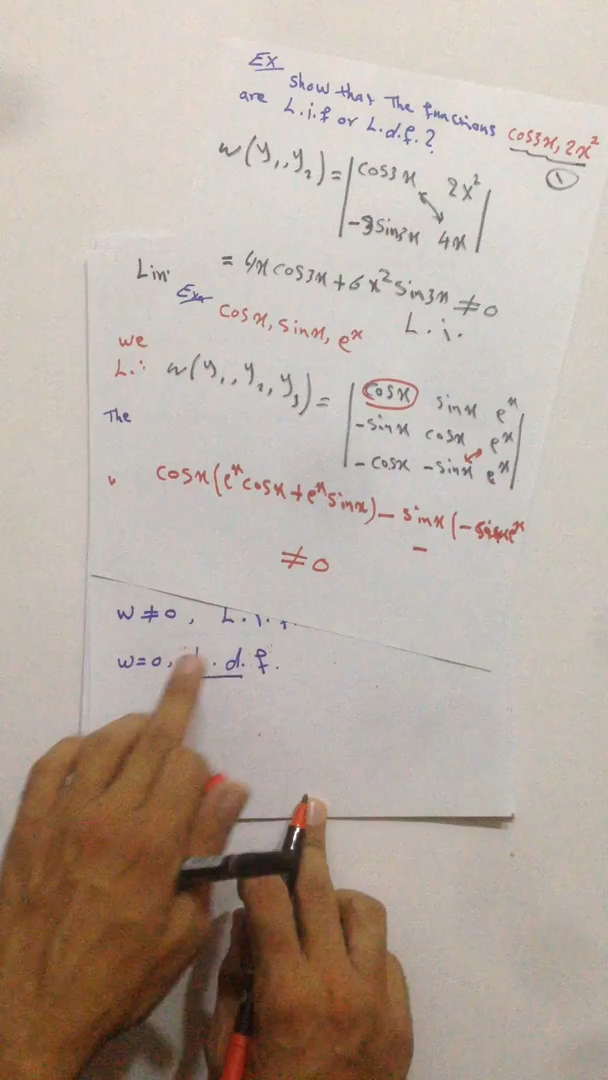 Ex
show that The functions cos3x, 2x²
are L.i.f or L.d.f.?
①
w(y₁, y₂) = | cos3x 2x² |
| -3sin3x 4x |
= 4x cos3x + 6x² sin3x ≠ 0
Lin
L.i.
Ex
cosx, sinx, eˣ
we
L.:
w(y₁, y₂, y₃) = | cosx sinx eˣ |
| -sinx cosx eˣ |
| -cosx -sinx eˣ |
The
cosx(eˣcosx + eˣsinx) - sinx(-sinxeˣ
-
≠ 0
w ≠ 0, L.i.f.
w = 0, L.d.f.